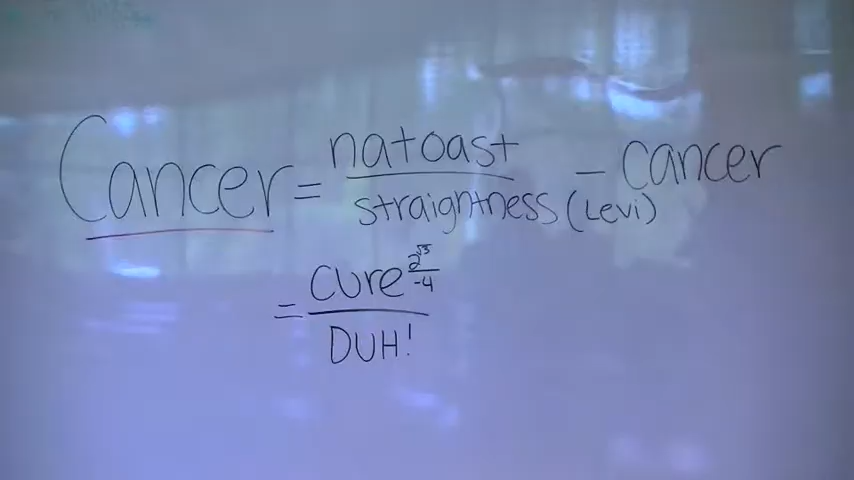 Cancer = natoast / straightness (Levi) - cancer
= cure^(2^√3 / -4) / DUH!